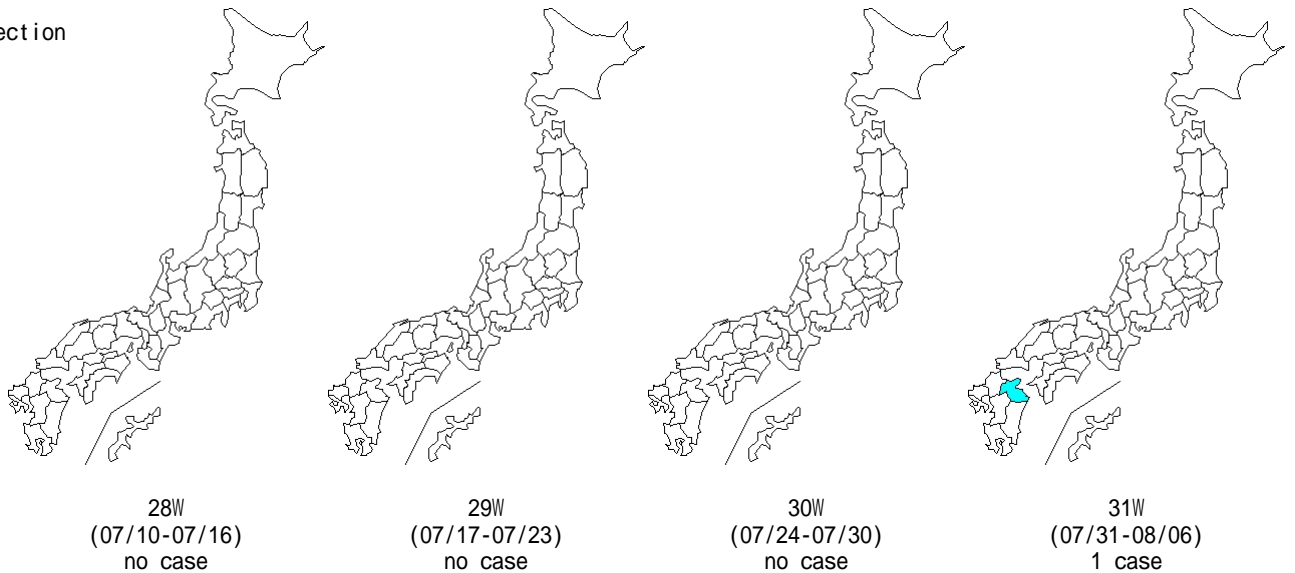 ection
28W
(07/10-07/16)
no case
29W
(07/17-07/23)
no case
30W
(07/24-07/30)
no case
31W
(07/31-08/06)
1 case